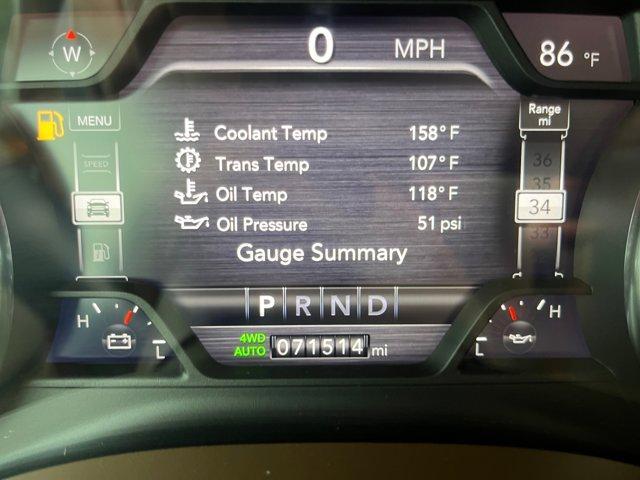 W
0 MPH
86 °F
MENU
SPEED
Coolant Temp 158°F
Trans Temp 107°F
Oil Temp 118°F
Oil Pressure 51 psi
Gauge Summary
Range
mi
36
35
34
33
P R N D
H
L
4WD
AUTO
071514 mi
H
L